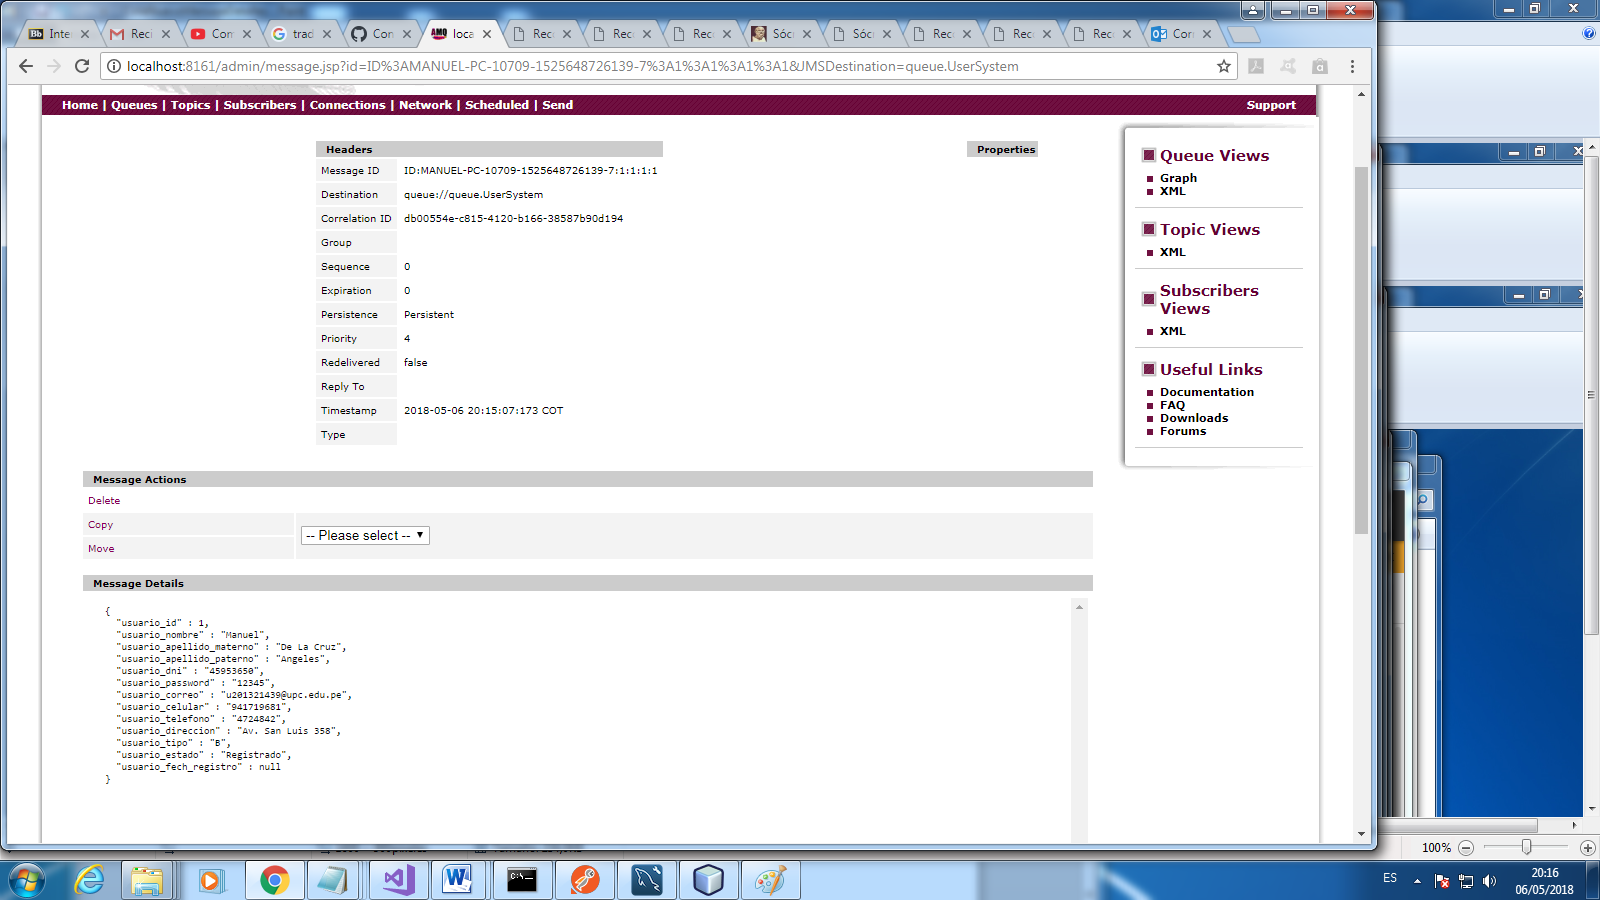 Inte
Reci
Con
trad
Con
loca
Rec
Rec
Rec
Sóc
Sóc
Rec
Rec
Rec
Corr
localhost:8161/admin/message.jsp?id=ID%3AMANUEL-PC-10709-1525648726139-7%3A1%3A1%3A1%3A1&JMSDestination=queue.UserSystem
Home | Queues | Topics | Subscribers | Connections | Network | Scheduled | Send
Support
Headers
Message ID ID:MANUEL-PC-10709-1525648726139-7:1:1:1:1
Destination queue://queue.UserSystem
Correlation ID db00554e-c815-4120-b166-38587b90d194
Group
Sequence 0
Expiration 0
Persistence Persistent
Priority 4
Redelivered false
Reply To
Timestamp 2018-05-06 20:15:07:173 COT
Type
Properties
Queue Views
Graph
XML
Topic Views
XML
Subscribers
Views
XML
Useful Links
Documentation
FAQ
Downloads
Forums
Message Actions
Delete
Copy
-- Please select --
Move
Message Details
{
"usuario_id" : 1,
"usuario_nombre" : "Manuel",
"usuario_apellido_materno" : "De La Cruz",
"usuario_apellido_paterno" : "Angeles",
"usuario_dni" : "45953650",
"usuario_password" : "12345",
"usuario_correo" : "u201321439@upc.edu.pe",
"usuario_celular" : "941719681",
"usuario_telefono" : "4724842",
"usuario_direccion" : "Av. San Luis 358",
"usuario_tipo" : "B",
"usuario_estado" : "Registrado",
"usuario_fech_registro" : null
}
100%
ES
20:16
06/05/2018